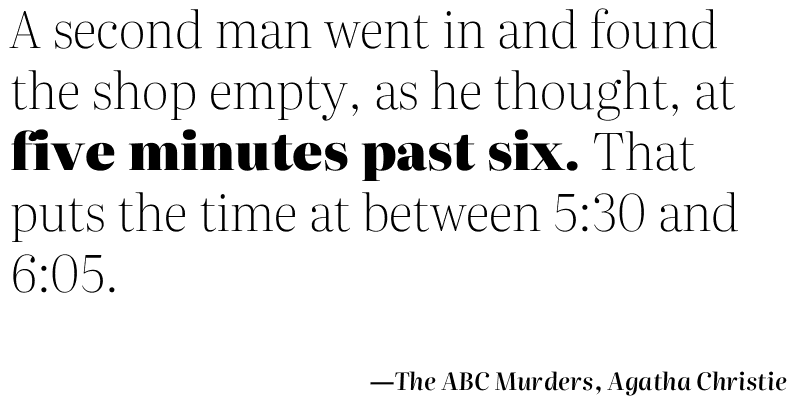 A second man went in and found
the shop empty, as he thought, at
five minutes past six. That
puts the time at between 5:30 and
6:05.
—The ABC Murders, Agatha Christie